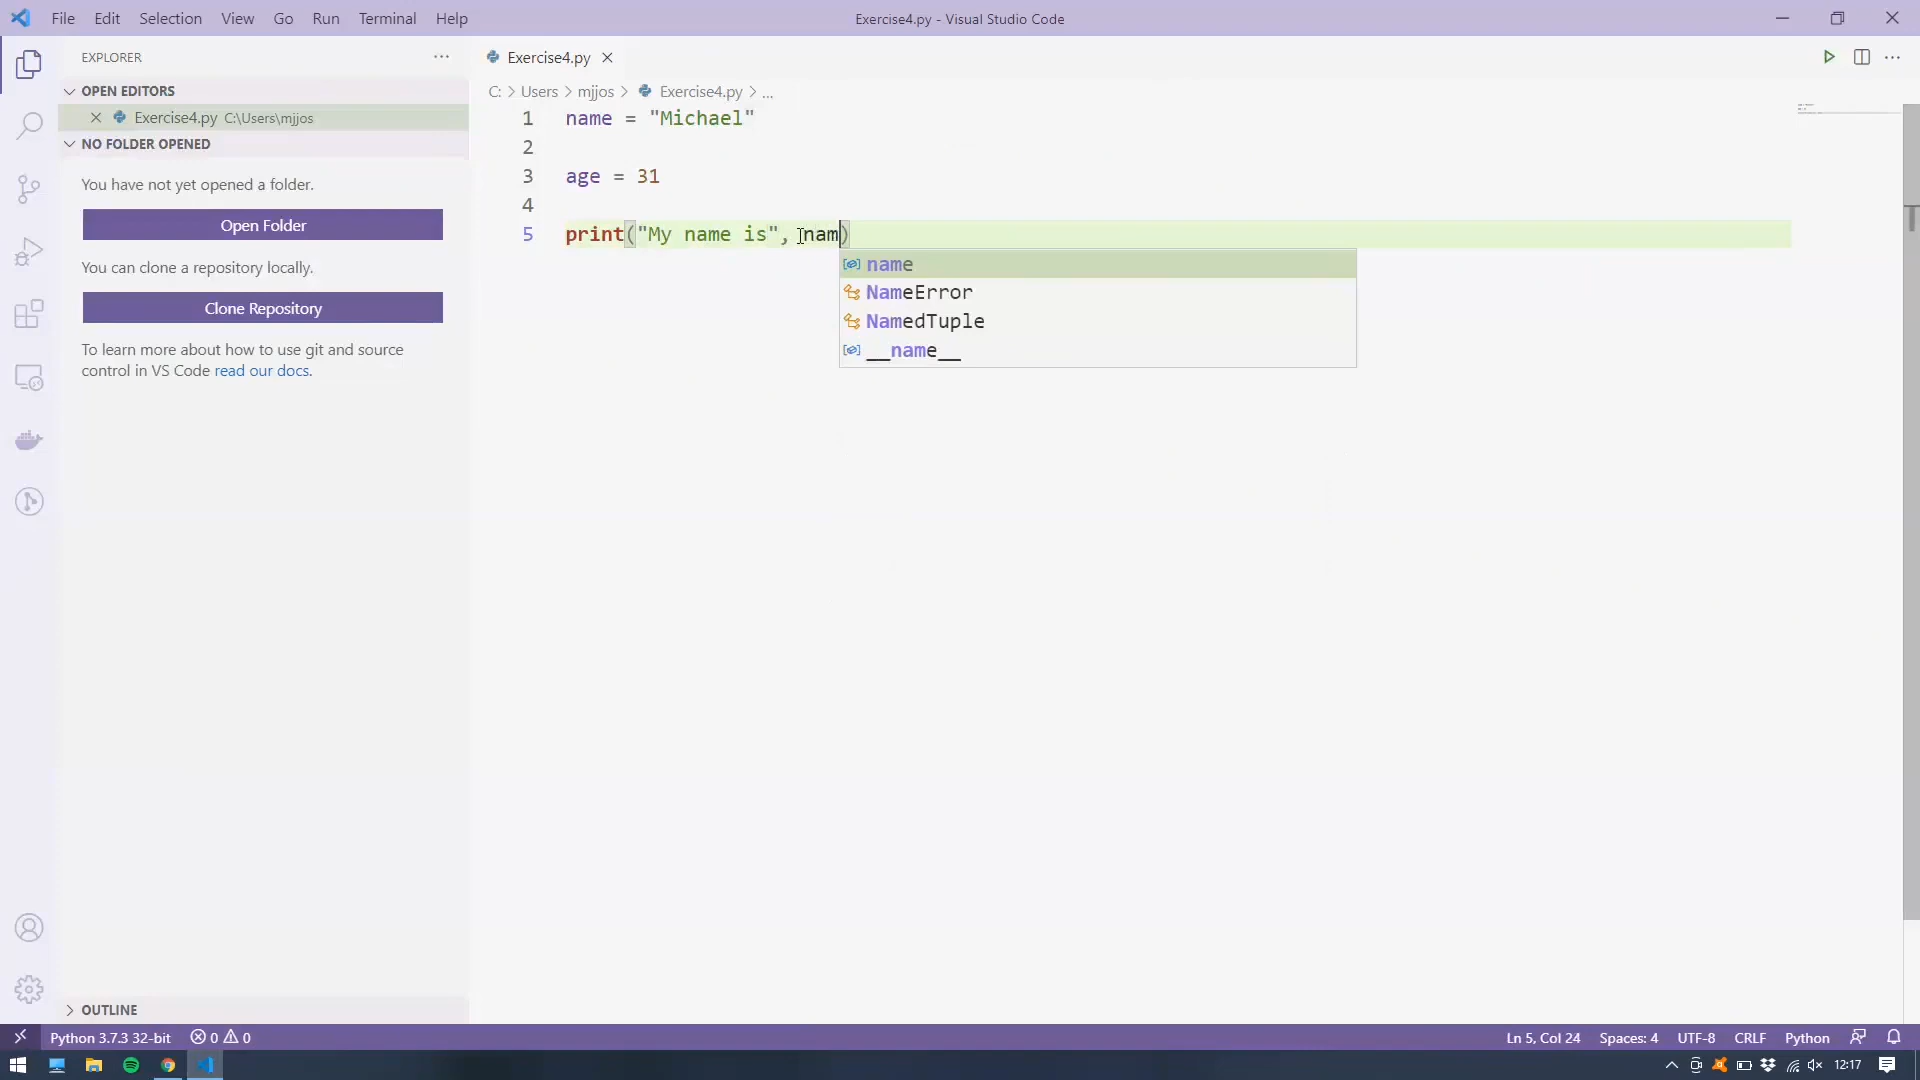 File Edit Selection View Go Run Terminal Help
Exercise4.py - Visual Studio Code
EXPLORER
OPEN EDITORS
Exercise4.py C:\Users\mjjos
NO FOLDER OPENED
You have not yet opened a folder.
Open Folder
You can clone a repository locally.
Clone Repository
To learn more about how to use git and source
control in VS Code read our docs.
OUTLINE
Exercise4.py
C: > Users > mjjos > Exercise4.py > ...
1 name = "Michael"
2
3 age = 31
4
5 print("My name is", nam)
name
NameError
NamedTuple
__name__
Python 3.7.3 32-bit 0 0
Ln 5, Col 24 Spaces: 4 UTF-8 CRLF Python
12:17